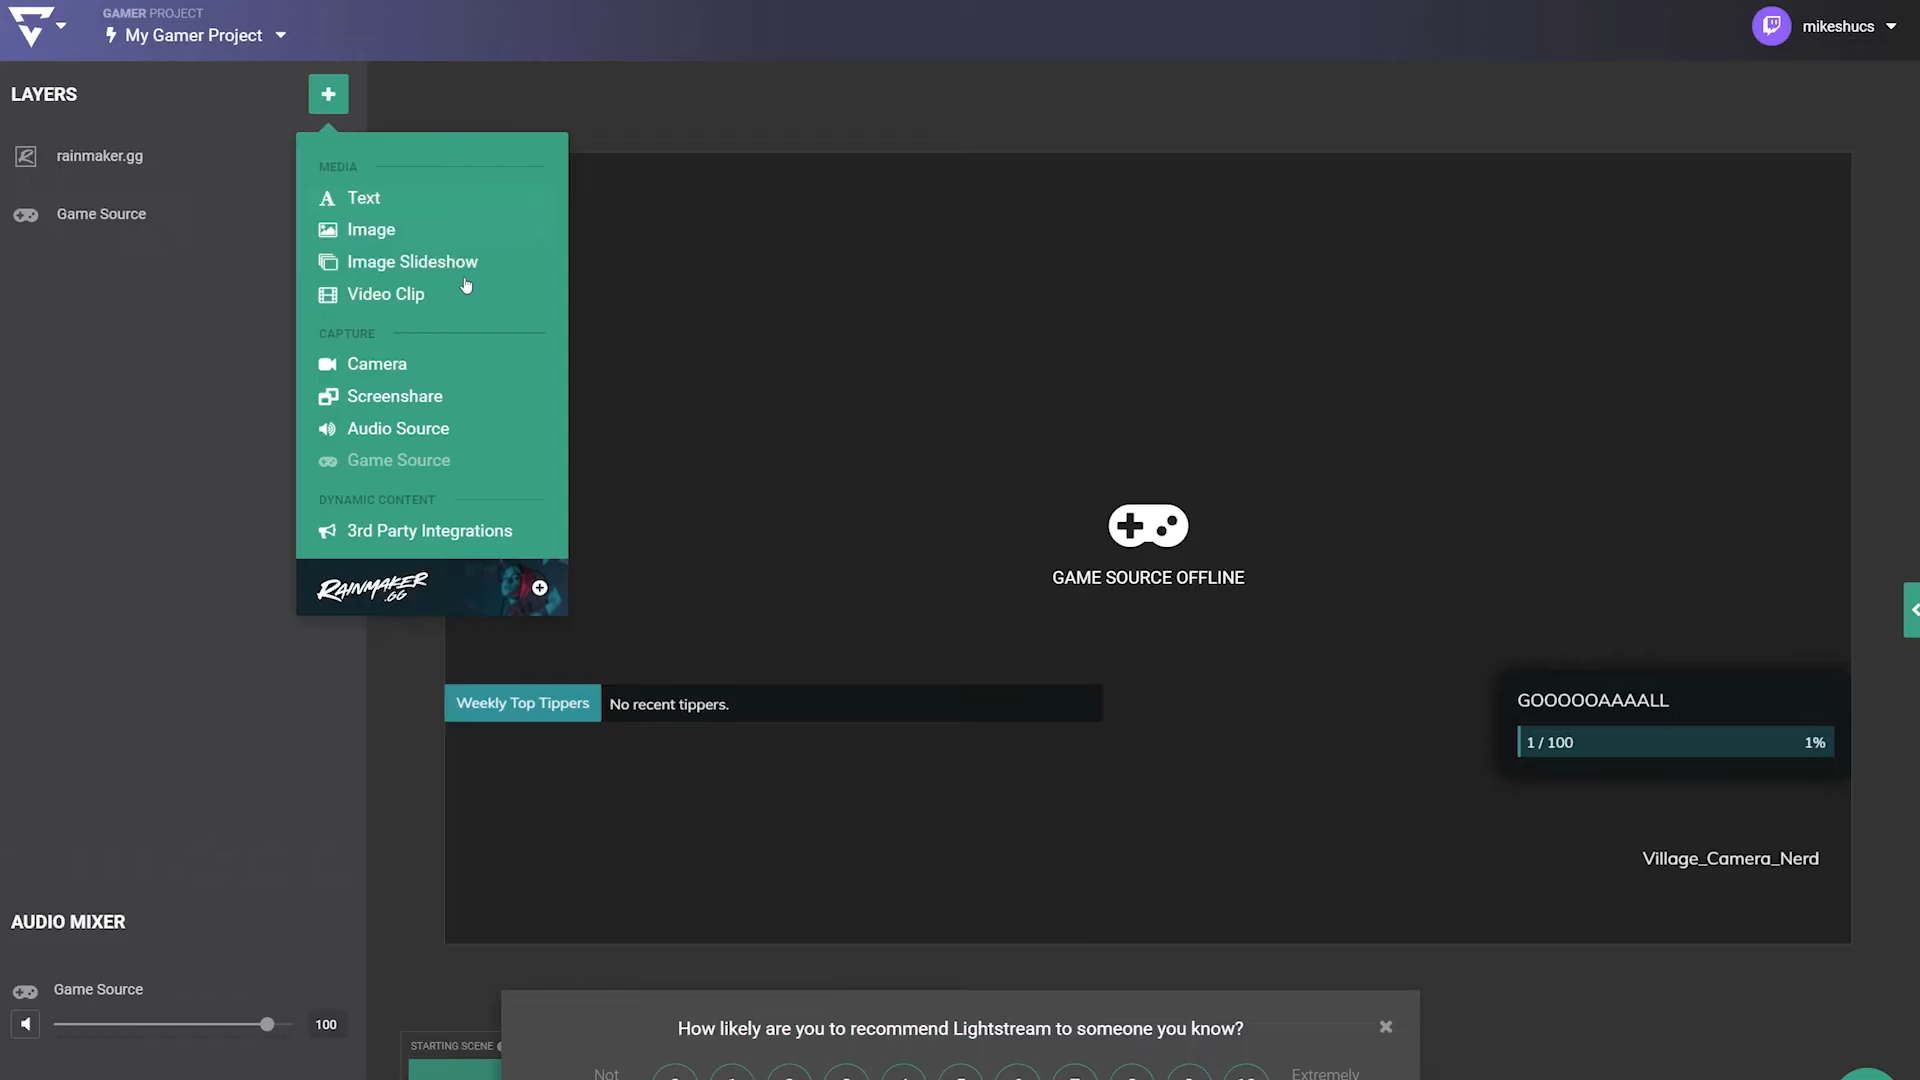 GAMER PROJECT
My Gamer Project
mikeshucs
LAYERS
rainmaker.gg
Game Source
MEDIA
Text
Image
Image Slideshow
Video Clip
CAPTURE
Camera
Screenshare
Audio Source
Game Source
DYNAMIC CONTENT
3rd Party Integrations
RAINMAKER
.GG
GAME SOURCE OFFLINE
Weekly Top Tippers
No recent tippers.
GOOOOOAAAALL
1 / 100
1%
Village_Camera_Nerd
AUDIO MIXER
Game Source
100
STARTING SCENE
How likely are you to recommend Lightstream to someone you know?
Not
Extremely